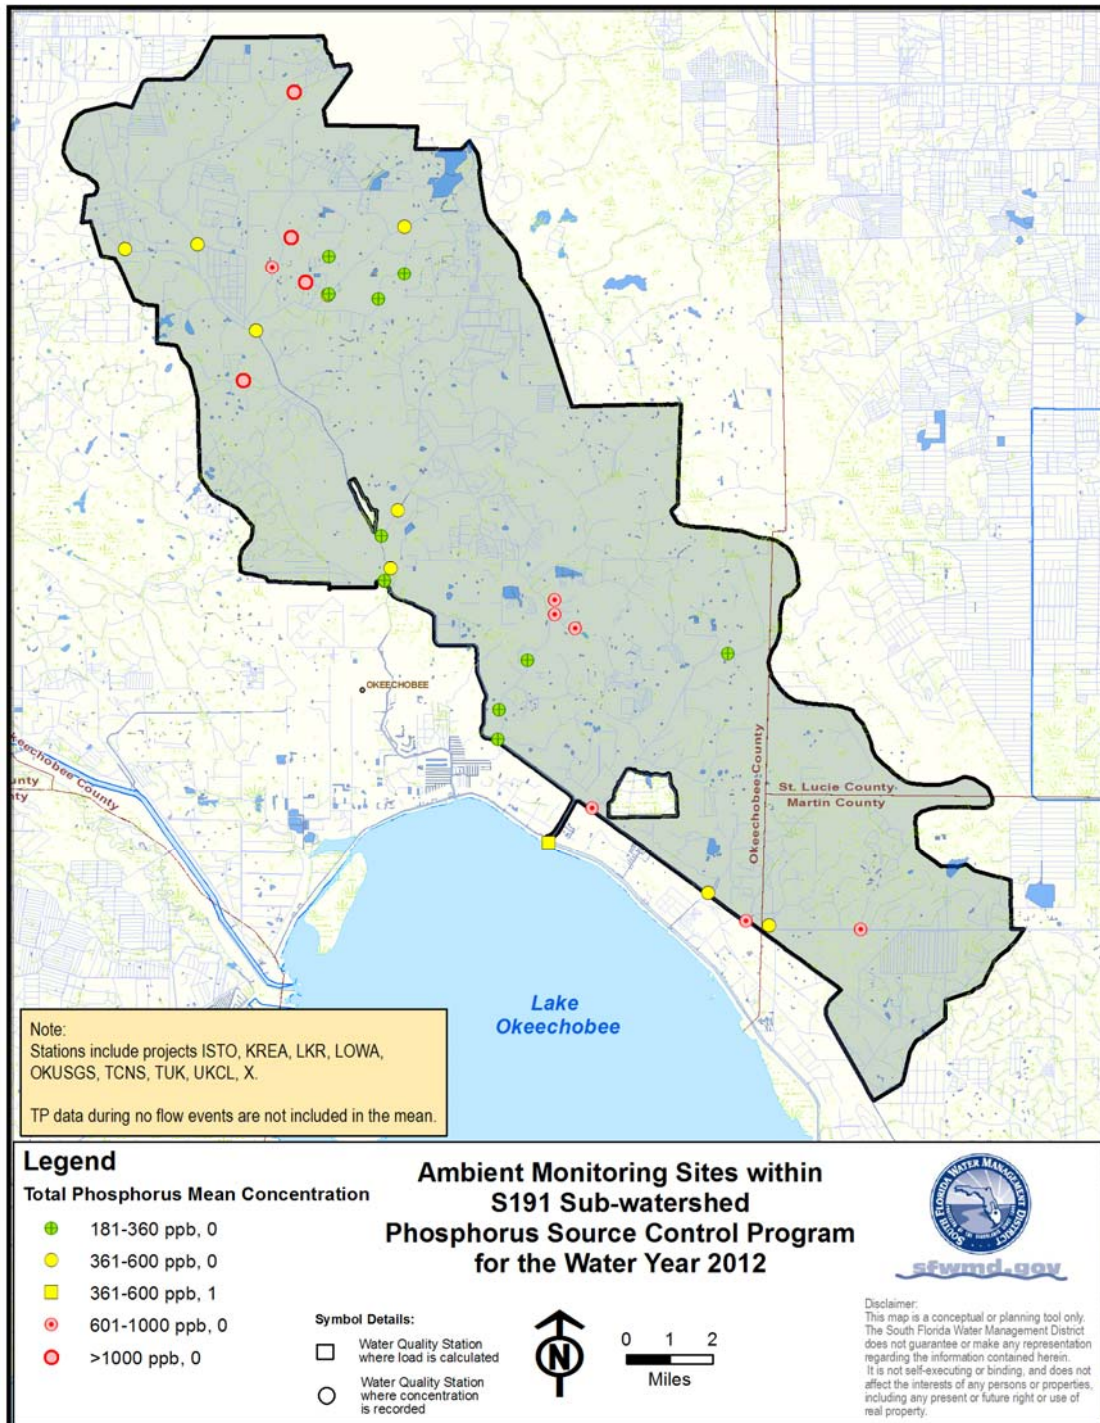 OKEECHOBEE
Okeechobee County
St. Lucie County
Martin County
Okeechobee County
unty
ty
Lake
Okeechobee
Note:
Stations include projects ISTO, KREA, LKR, LOWA,
OKUSGS, TCNS, TUK, UKCL, X.
TP data during no flow events are not included in the mean.
Legend
Total Phosphorus Mean Concentration
181-360 ppb, 0
361-600 ppb, 0
361-600 ppb, 1
601-1000 ppb, 0
>1000 ppb, 0
Ambient Monitoring Sites within
S191 Sub-watershed
Phosphorus Source Control Program
for the Water Year 2012
Symbol Details:
Water Quality Station
where load is calculated
Water Quality Station
where concentration
is recorded
N
0 1 2
Miles
SOUTH FLORIDA WATER MANAGEMENT DISTRICT
sfwmd.gov
Disclaimer:
This map is a conceptual or planning tool only.
The South Florida Water Management District
does not guarantee or make any representation
regarding the information contained herein.
It is not self-executing or binding, and does not
affect the interests of any persons or properties,
including any present or future right or use of
real property.